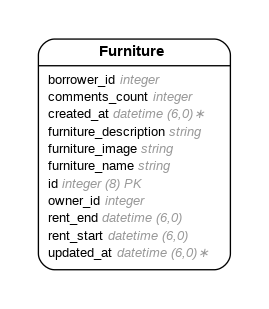 Furniture
borrower_id integer
comments_count integer
created_at datetime (6,0)∗
furniture_description string
furniture_image string
furniture_name string
id integer (8) PK
owner_id integer
rent_end datetime (6,0)
rent_start datetime (6,0)
updated_at datetime (6,0)∗